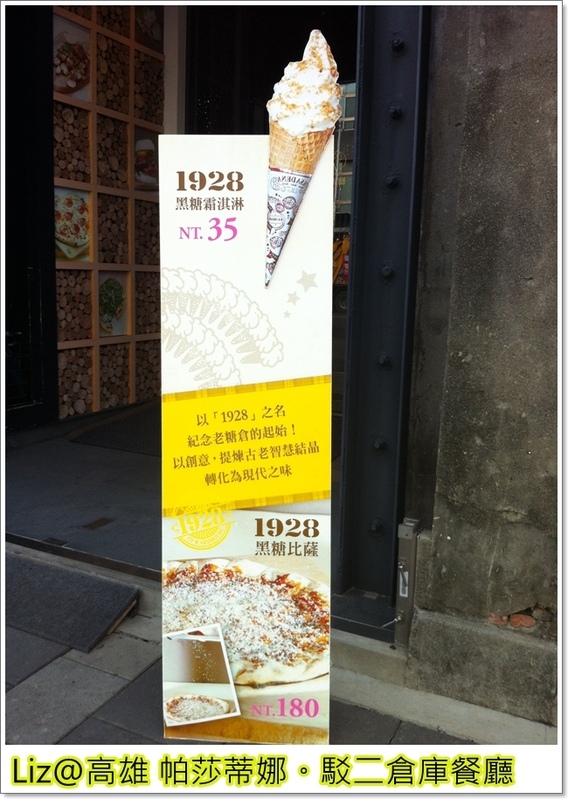 1928
黑糖霜淇淋
NT. 35
以「1928」之名
紀念老糖倉的起始！
以創意，提煉古老智慧結晶
轉化為現代之味
1928
1928
黑糖比薩
NT.180
Liz@高雄 帕莎蒂娜。駁二倉庫餐廳